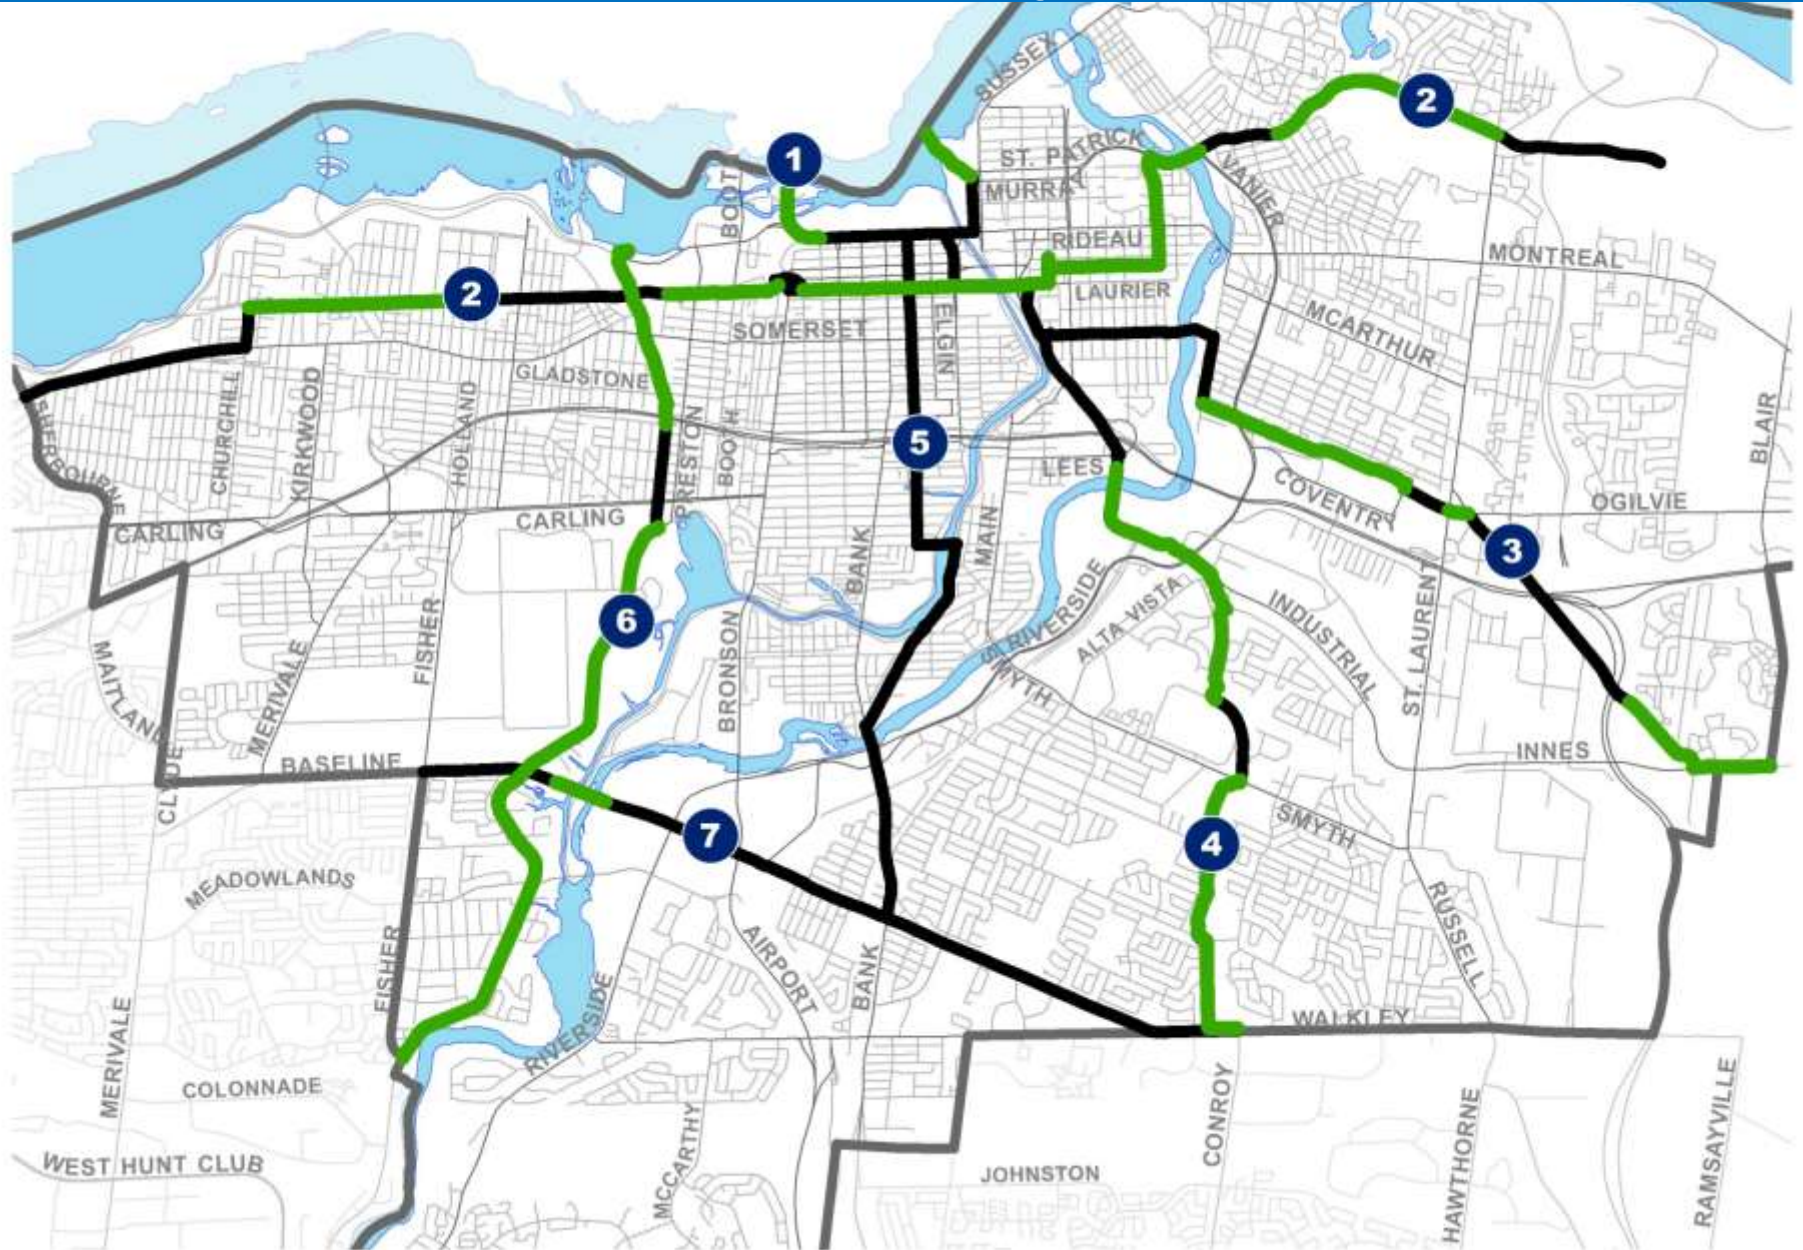 SUSSEX
2
1
ST. PATRICK
BOOT
MURRAY
VANIER
RIDEAU
MONTREAL
2
LAURIER
SOMERSET
ELGIN
MCARTHUR
GLADSTONE
CHURCHILL
KIRKWOOD
HOLLAND
PRESTON
BOO H
BLAIR
SHERBOURNE
5
LEES
COVENTRY
OGILVIE
CARLING
CARLING
MAIN
BANK
3
6
FISHER
RIVERSIDE
ALTA VISTA
INDUSTRIAL
ST. LAURENT
MAITLAND
MERIVALE
BRONSON
SMYTH
BASELINE
INNES
CLYDE
7
SMYTH
4
MEADOWLANDS
RUSSELL
FISHER
AIRPORT
BANK
MERIVALE
RIVERSIDE
WALKLEY
COLONNADE
CONROY
MCCARTHY
HAWTHORNE
RAMSAYVILLE
WEST HUNT CLUB
JOHNSTON